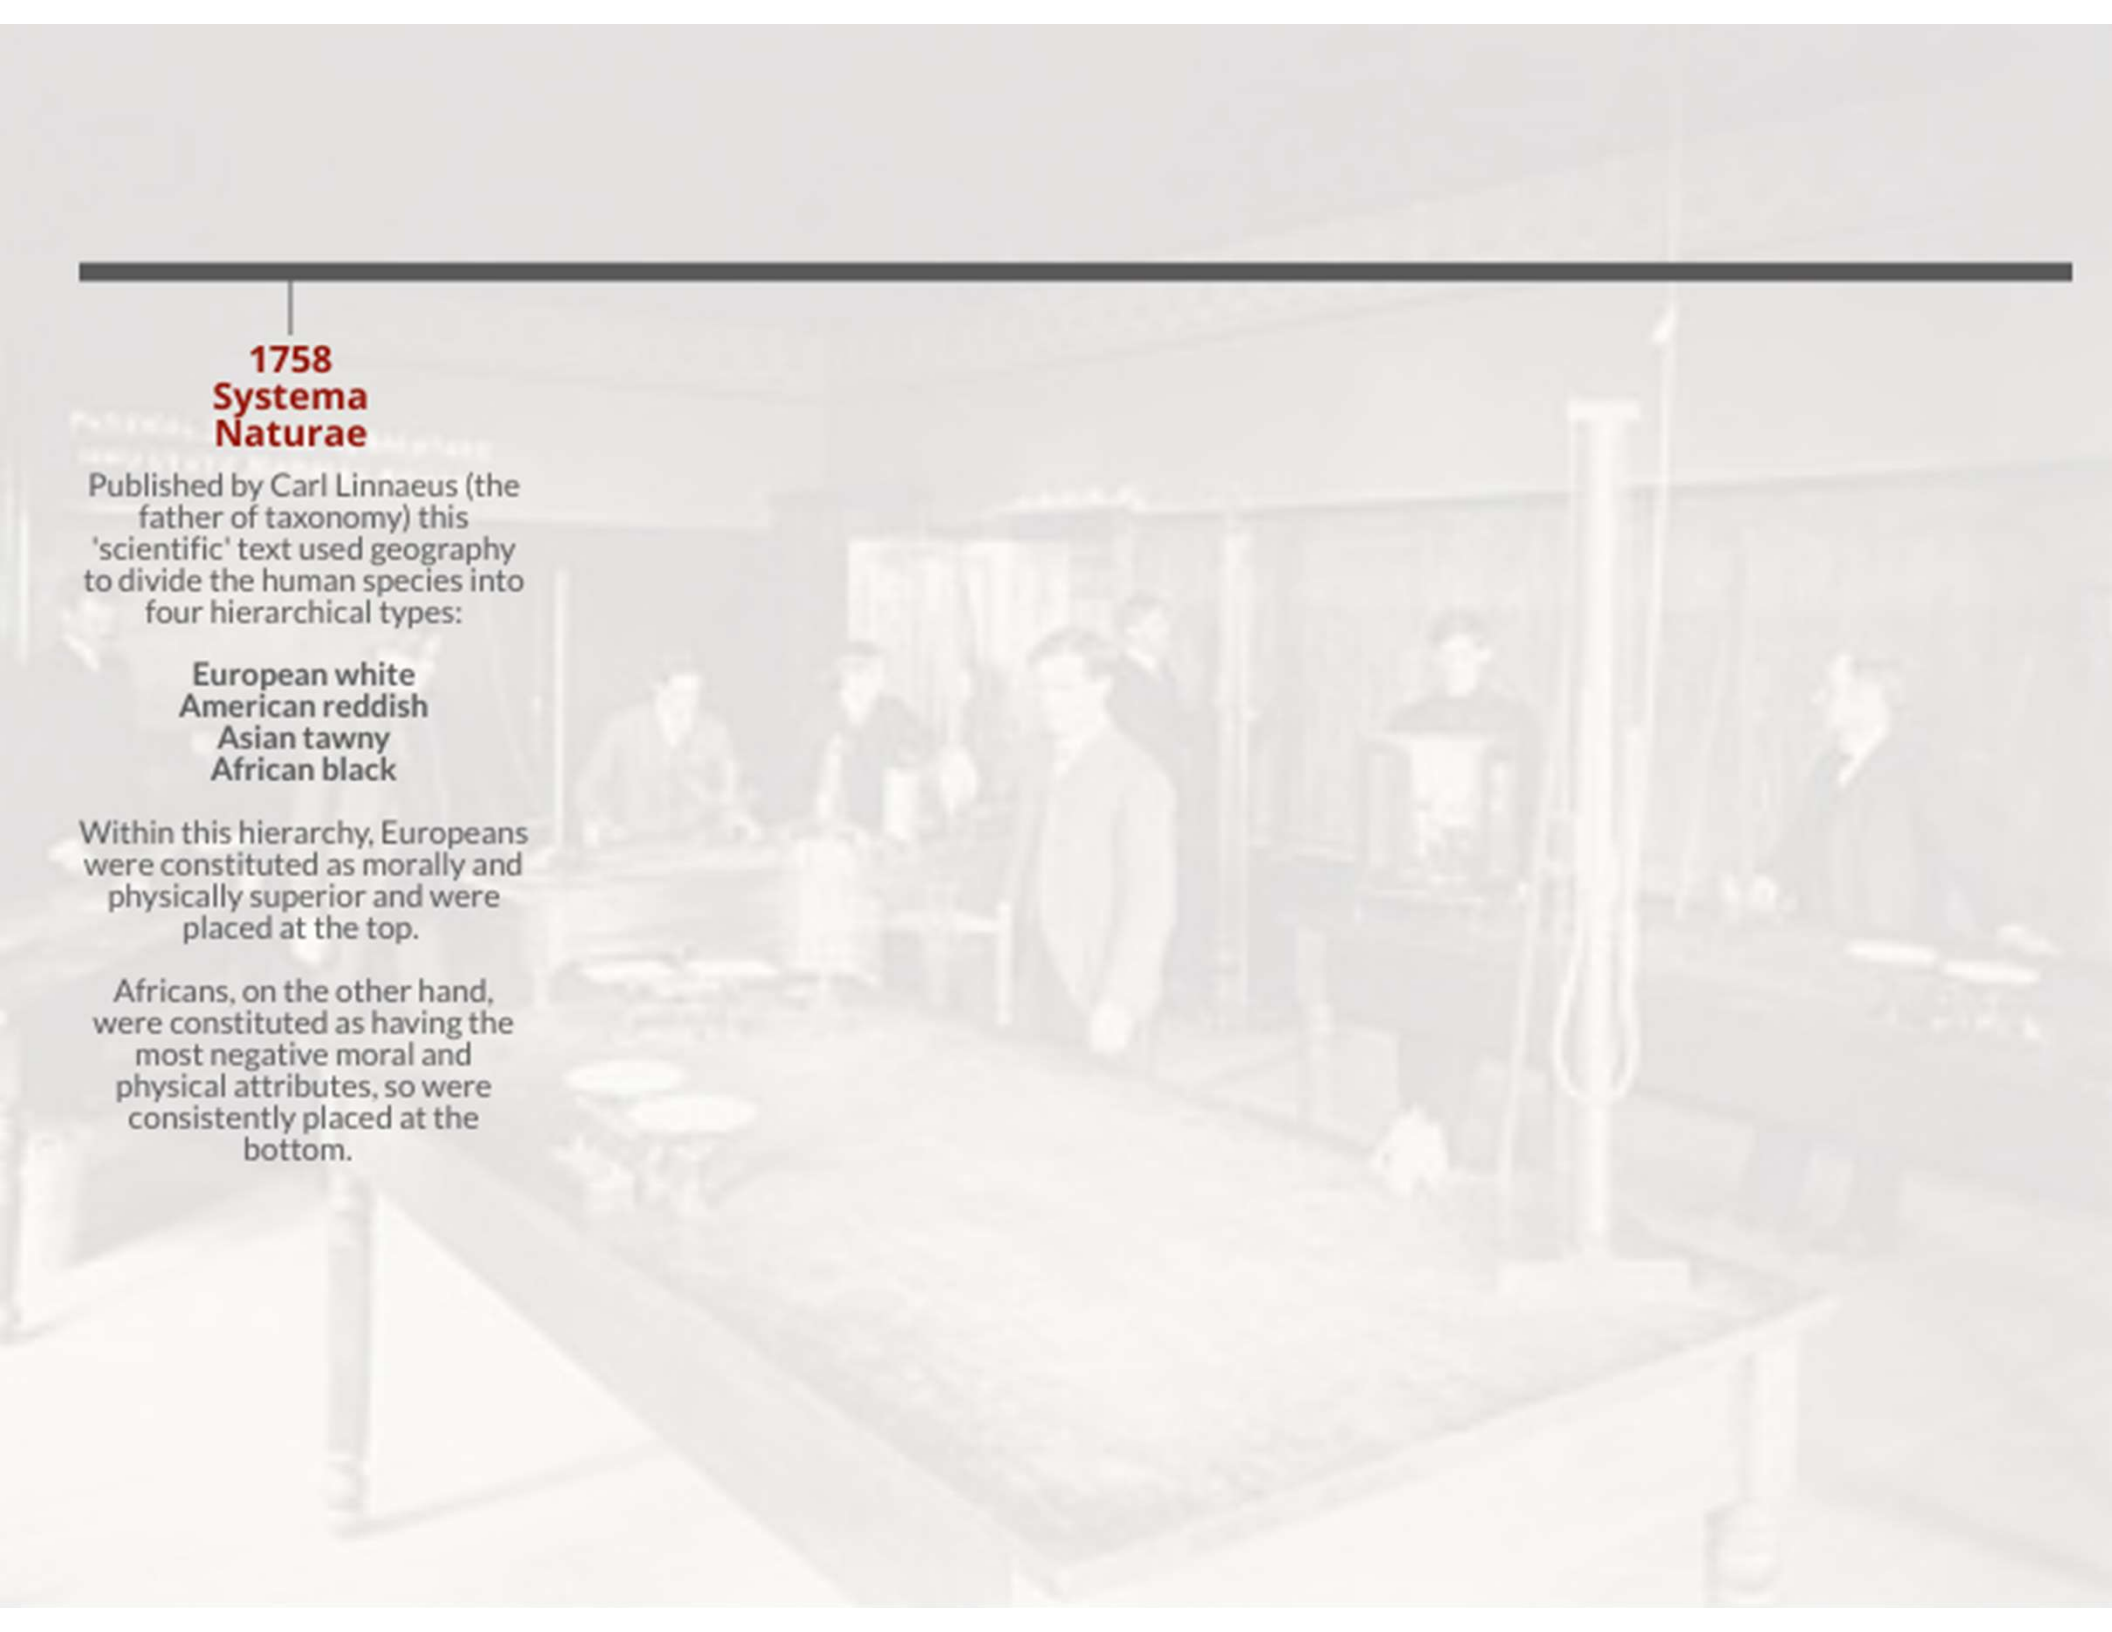 1758
Systema
Naturae
Published by Carl Linnaeus (the
father of taxonomy) this
'scientific' text used geography
to divide the human species into
four hierarchical types:
European white
American reddish
Asian tawny
African black
Within this hierarchy, Europeans
were constituted as morally and
physically superior and were
placed at the top.
Africans, on the other hand,
were constituted as having the
most negative moral and
physical attributes, so were
consistently placed at the
bottom.